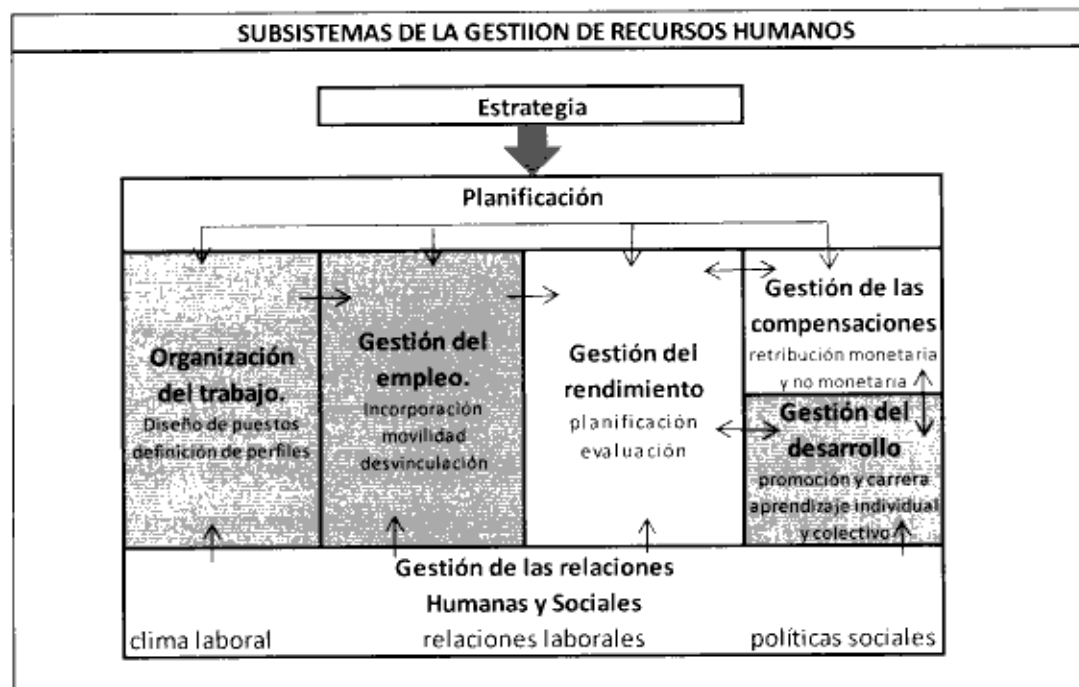 SUBSISTEMAS DE LA GESTIION DE RECURSOS HUMANOS
Estrategia
Planificación
Organización
del trabajo.
Diseño de puestos
definición de perfiles
Gestión del
empleo.
Incorporación
movilidad
desvinculación
Gestión del
rendimiento
planificación
evaluación
Gestión de las
compensaciones
retribución monetaria
y no monetaria
Gestión del
desarrollo
promoción y carrera
aprendizaje individual
y colectivo
Gestión de las relaciones
Humanas y Sociales
clima laboral relaciones laborales políticas sociales